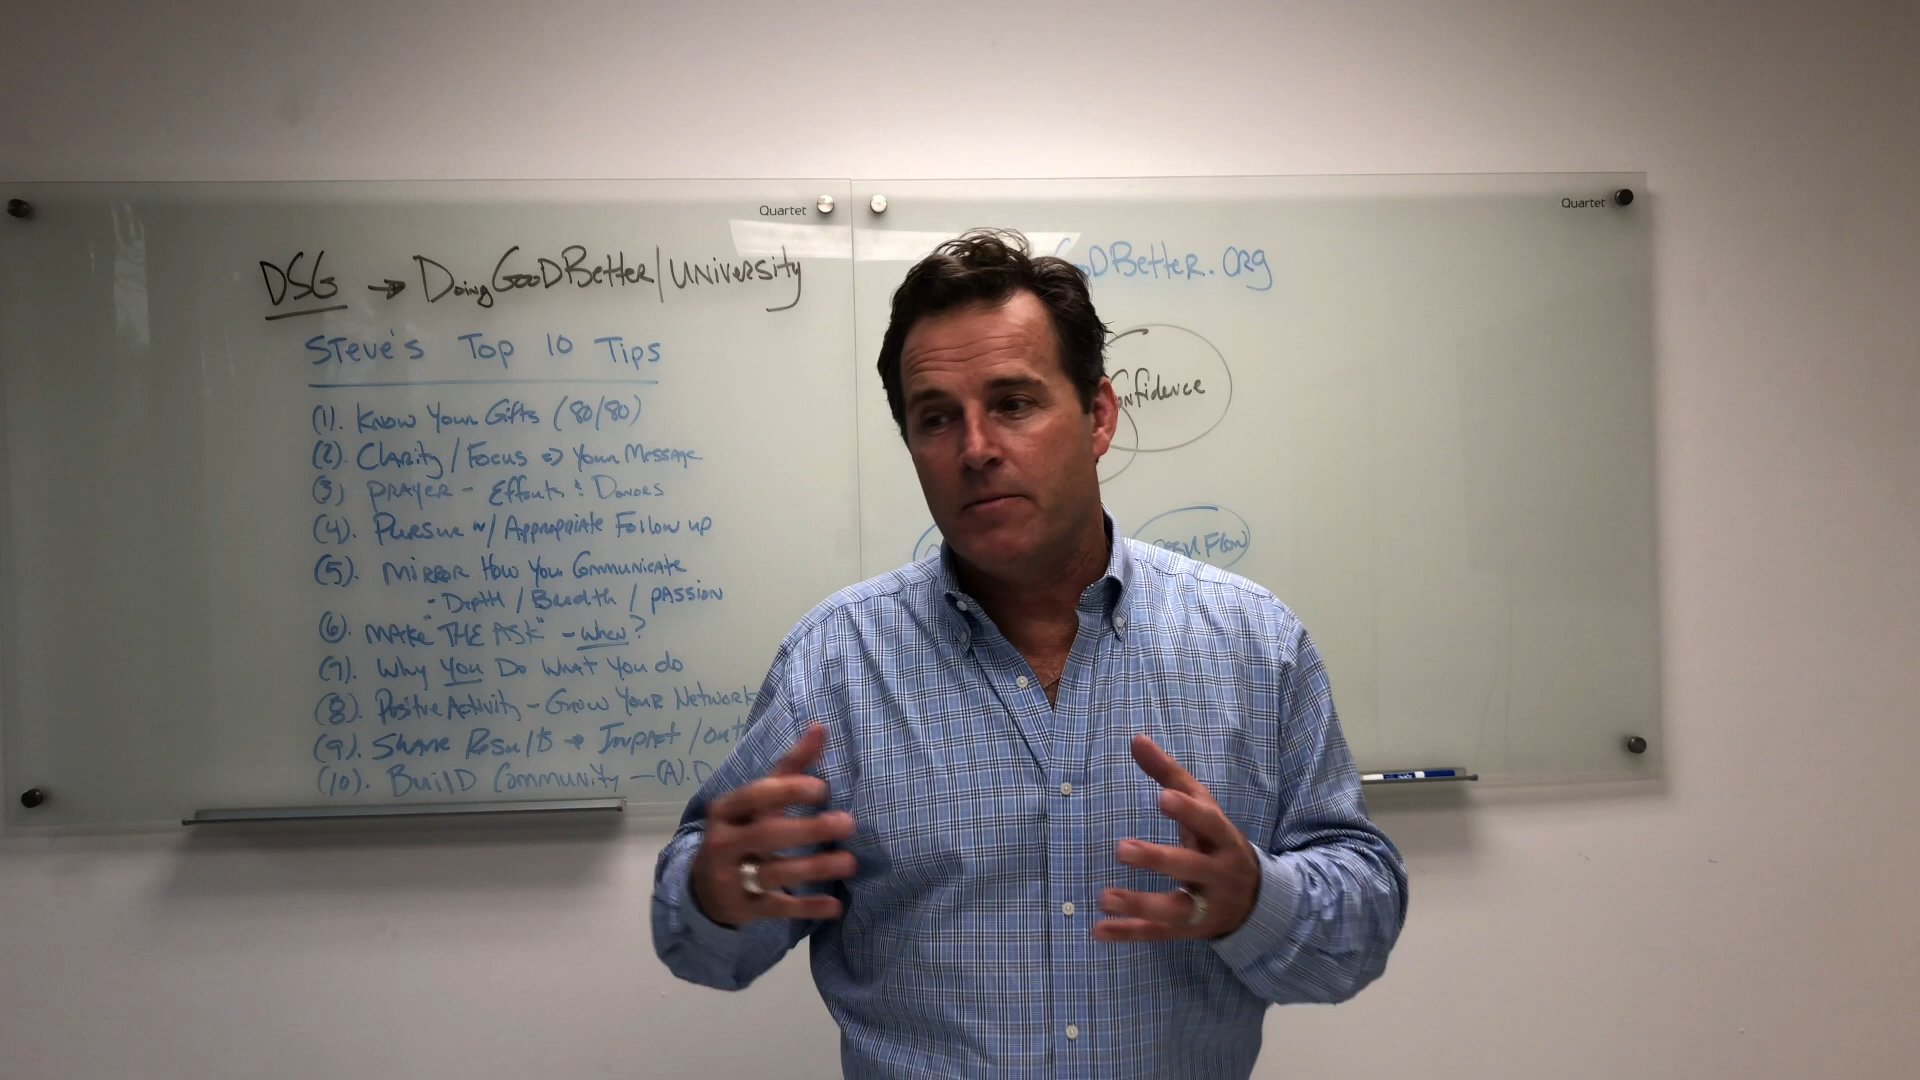 Quartet
Quartet
DSG → DoingGooDBetter/University
GooDBetter.org
Steve's Top 10 Tips
(1). Know Your Gifts (80/80)
(2). Clarity / Focus => Your Message
(3) Prayer - Efforts & Donors
(4). Pursue w/ Appropriate Follow up
(5). Mirror How You Communicate
- Depth / Breadth / passion
(6). Make "THE ASK" - when?
(7). Why You Do What You do
(8). Positive Activity - Grow Your Network
(9). Share Results → Impact /
(10). Build Community - (A).
onfidence
Flow